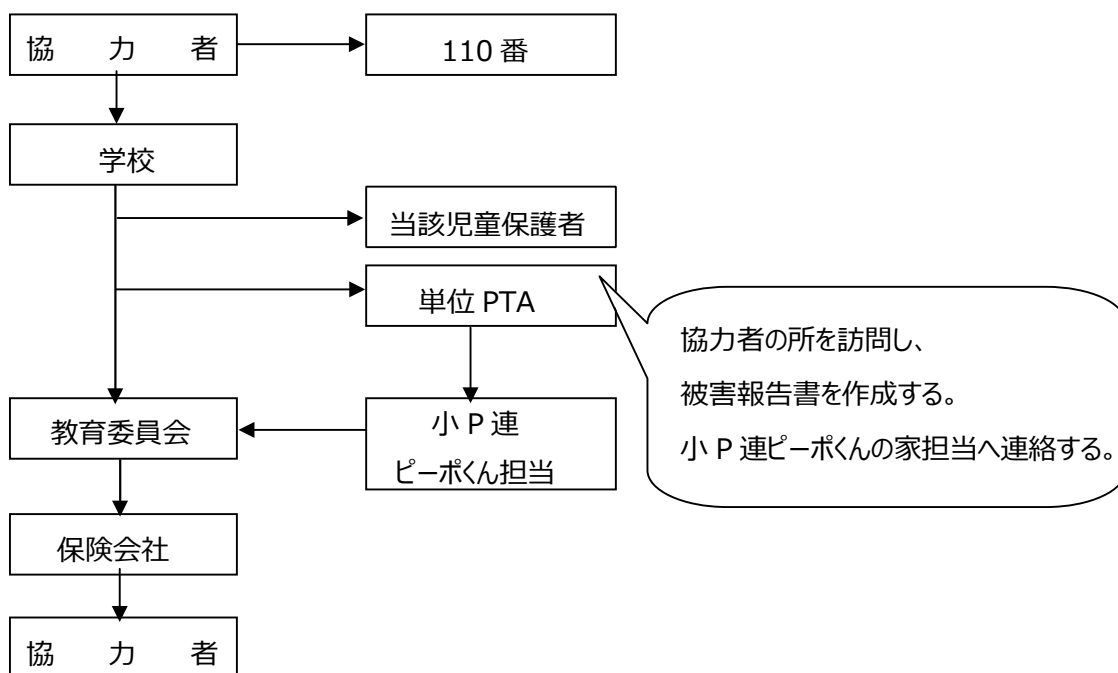 協　力　者
110 番
学校
当該児童保護者
単位 PTA
協力者の所を訪問し、
被害報告書を作成する。
小 P 連ピーポくんの家担当へ連絡する。
教育委員会
小 P 連
ピーポくん担当
保険会社
協　力　者